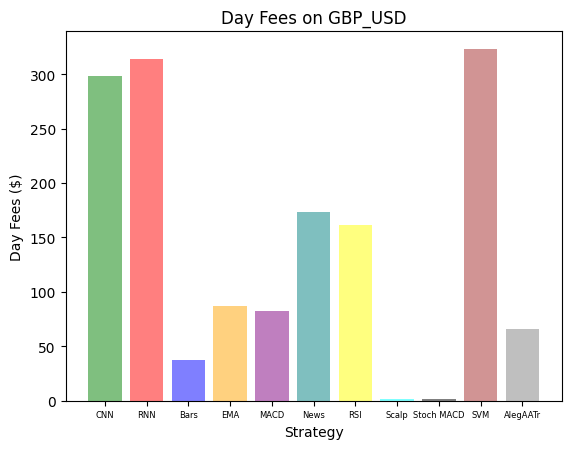 Day Fees on GBP_USD
Day Fees ($)
300
250
200
150
100
50
0
CNN RNN Bars EMA MACD News RSI Scalp Stoch MACD SVM AlegAATr
Strategy